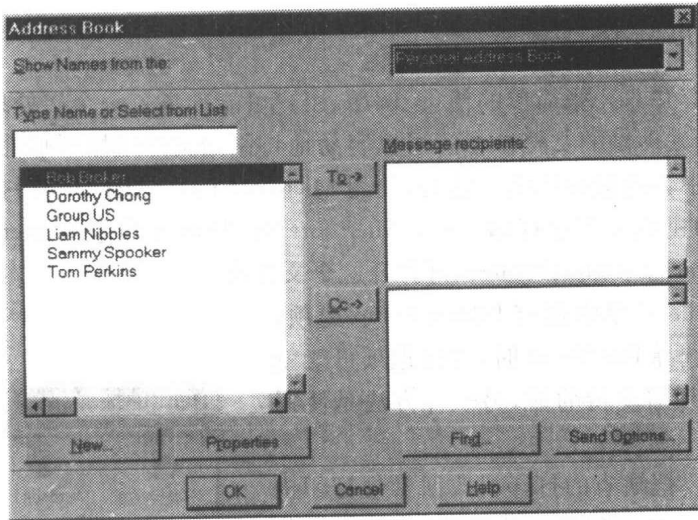 Address Book
Show Names from the:
Personal Address Book
Type Name or Select from List:
Message recipients:
Bob Broker
Dorothy Chong
Group US
Liam Nibbles
Sammy Spooker
Tom Perkins
To->
Cc->
New...
Properties
Find...
Send Options...
OK
Cancel
Help